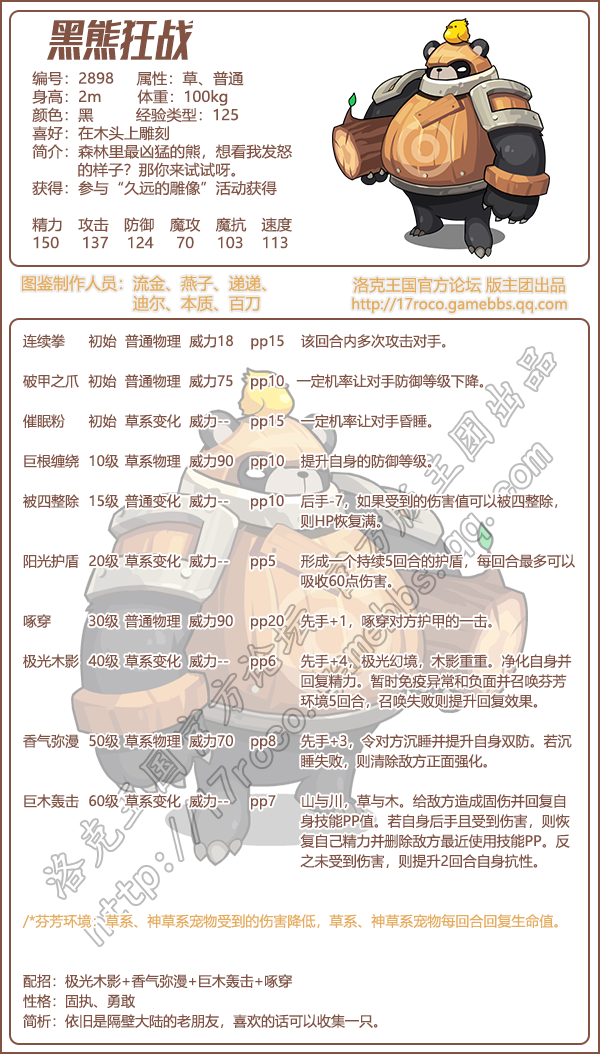 黑熊狂战
编号：2898 属性：草、普通
身高：2m 体重：100kg
颜色：黑 经验类型：125
喜好：在木头上雕刻
简介：森林里最凶猛的熊，想看我发怒
的样子？那你来试试呀。
获得：参与“久远的雕像”活动获得
精力 攻击 防御 魔攻 魔抗 速度
150 137 124 70 103 113
图鉴制作人员：流金、燕子、递递、
迪尔、本质、百刀
洛克王国官方论坛 版主团出品
http://17roco.gamebbs.qq.com
连续拳 初始 普通物理 威力18 pp15 该回合内多次攻击对手。
破甲之爪 初始 普通物理 威力75 pp10 一定机率让对手防御等级下降。
催眠粉 初始 草系变化 威力-- pp15 一定机率让对手昏睡。
巨根缠绕 10级 草系物理 威力90 pp10 提升自身的防御等级。
被四整除 15级 普通变化 威力-- pp10 后手-7，如果受到的伤害值可以被四整除，
则HP恢复满。
阳光护盾 20级 草系变化 威力-- pp5 形成一个持续5回合的护盾，每回合最多可以
吸收60点伤害。
啄穿 30级 普通物理 威力90 pp20 先手+1，啄穿对方护甲的一击。
极光木影 40级 草系变化 威力-- pp6 先手+4，极光幻境，木影重重。净化自身并
回复精力。暂时免疫异常和负面并召唤芬芳
环境5回合，召唤失败则提升回复效果。
香气弥漫 50级 草系物理 威力70 pp8 先手+3，令对方沉睡并提升自身双防。若沉
睡失败，则清除敌方正面强化。
巨木轰击 60级 草系变化 威力-- pp7 山与川，草与木。给敌方造成固伤并回复自
身技能PP值。若自身后手且受到伤害，则恢
复自己精力并删除敌方最近使用技能PP。反
之未受到伤害，则提升2回合自身抗性。
洛克王国官方论坛 版主团出品
http://17roco.gamebbs.qq.com
/*芬芳环境：草系、神草系宠物受到的伤害降低，草系、神草系宠物每回合回复生命值。
配招：极光木影+香气弥漫+巨木轰击+啄穿
性格：固执、勇敢
简析：依旧是隔壁大陆的老朋友，喜欢的话可以收集一只。